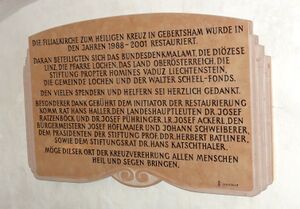 DIE FILIALKIRCHE ZUM HEILIGEN KREUZ IN GEBERTSHAM WURDE IN
DEN JAHREN 1988-2001 RESTAURIERT.
DARAN BETEILIGTEN SICH DAS BUNDESDENKMALAMT, DIE DIÖZESE
LINZ, DIE PFARRE LOCHEN, DAS LAND OBERÖSTERREICH, DIE
STIFTUNG PROPTER HOMINES VADUZ LIECHTENSTEIN,
DIE GEMEINDE LOCHEN UND DER WALTER SCHEEL-FONDS.
DEN VIELEN SPENDERN UND HELFERN SEI HERZLICH GEDANKT.
BESONDERER DANK GEBÜHRT DEM INITIATOR DER RESTAURIERUNG
KOMM. RAT HANS HALLER, DEN LANDESHAUPTLEUTEN DR. JOSEF
RATZENBÖCK UND DR. JOSEF PÜHRINGER, LR JOSEF ACKERL, DEN
BÜRGERMEISTERN JOSEF HÖFLMAIER UND JOHANN SCHWEIBERER,
DEM PRÄSIDENTEN DER STIFTUNG PROF. DDR. HERBERT BATLINER,
SOWIE DEM STIFTUNGSRAT DR. HANS KATSCHTHALER.
MÖGE DIESER ORT DER KREUZVEREHRUNG ALLEN MENSCHEN
HEIL UND SEGEN BRINGEN.